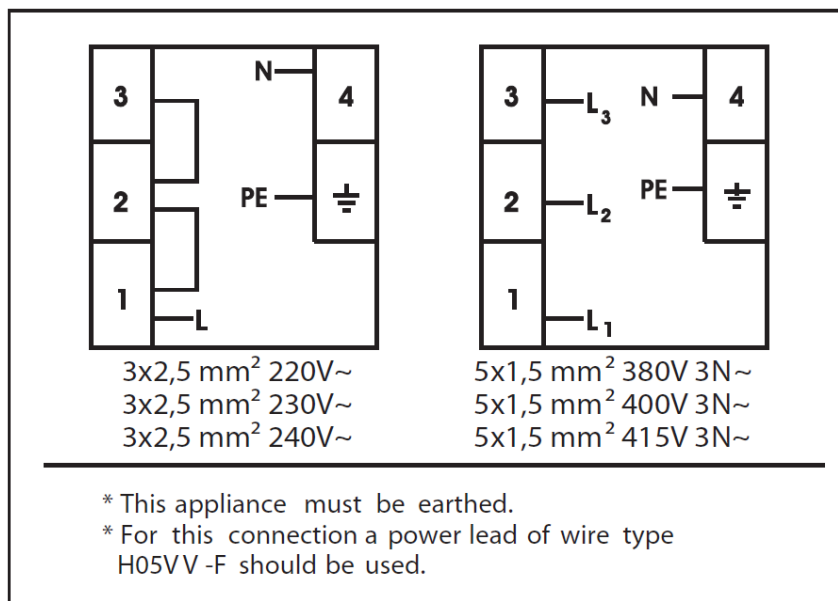 3
N
4
2
PE
1
L
3x2,5 mm² 220V~
3x2,5 mm² 230V~
3x2,5 mm² 240V~
3
L₃
N
4
2
L₂
PE
1
L₁
5x1,5 mm² 380V 3N~
5x1,5 mm² 400V 3N~
5x1,5 mm² 415V 3N~
* This appliance must be earthed.
* For this connection a power lead of wire type
H05VV -F should be used.